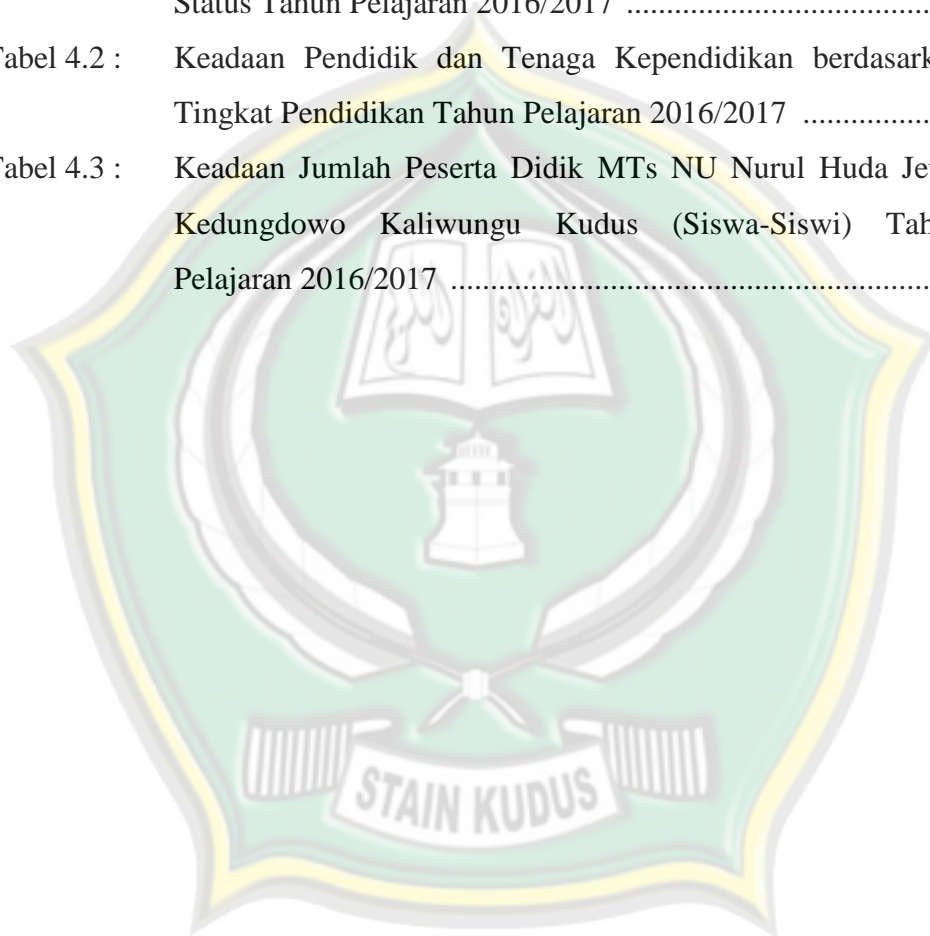 Status Tahun Pelajaran 2016/2017 ......................................
Tabel 4.2 : Keadaan Pendidik dan Tenaga Kependidikan berdasark
Tingkat Pendidikan Tahun Pelajaran 2016/2017 ................
Tabel 4.3 : Keadaan Jumlah Peserta Didik MTs NU Nurul Huda Je
Kedungdowo Kaliwungu Kudus (Siswa-Siswi) Tah
Pelajaran 2016/2017 ............................................................
STAIN KUDUS